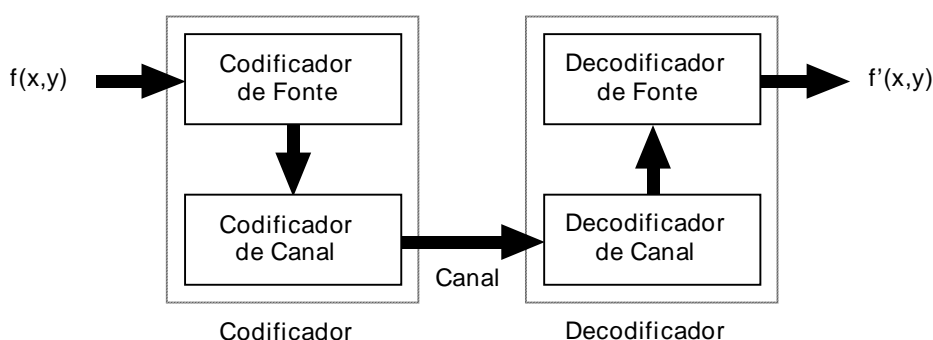 f(x,y)
Codificador
de Fonte
Codificador
de Canal
Codificador
Canal
Decodificador
de Fonte
Decodificador
de Canal
Decodificador
f'(x,y)